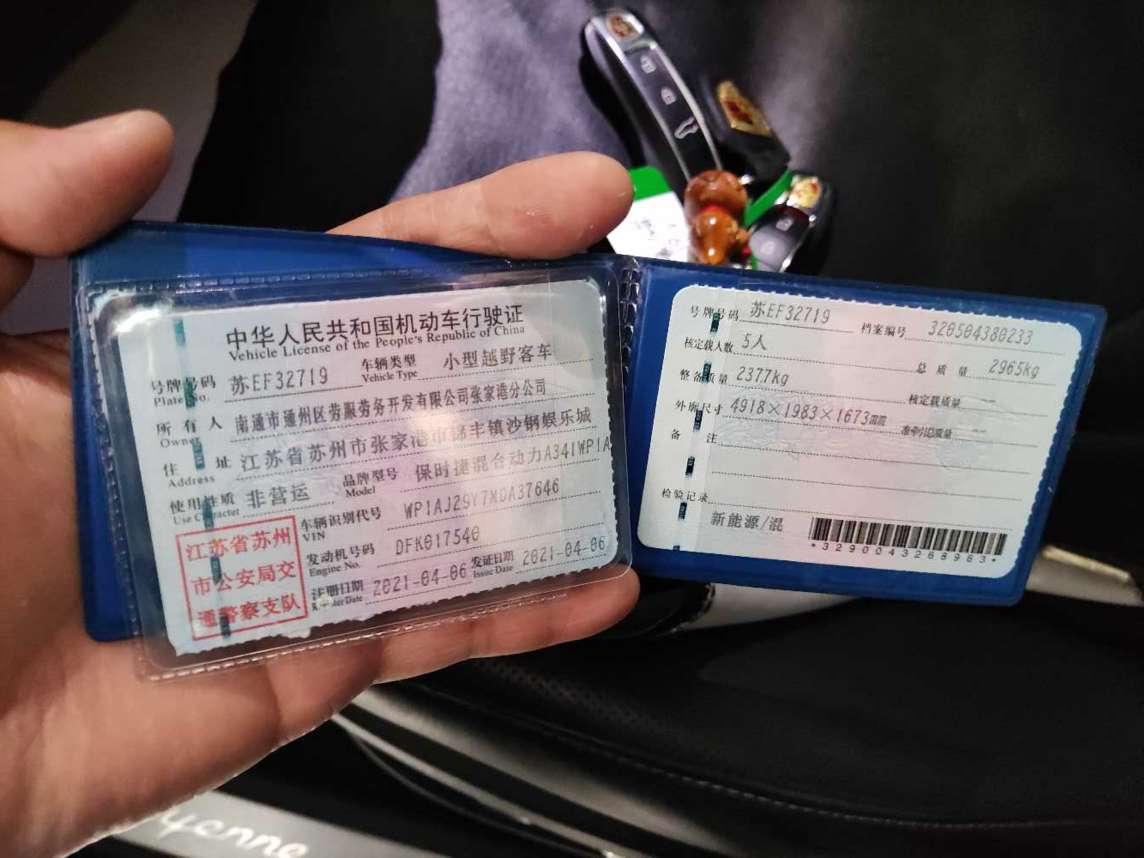 中华人民共和国机动车行驶证
Vehicle License of the People's Republic of China
号牌号码 苏EF32719 车辆类型 小型越野客车
Plate No. Vehicle Type
所有人 南通市通州区劳服劳务开发有限公司张家港分公司
Owner
住址 江苏省苏州市张家港市锦丰镇沙钢娱乐城
Address
使用性质 非营运 品牌型号 保时捷混合动力A341WP1A
Use Character Model
车辆识别代号 WP1AJ29Y7MDA37646
VIN
发动机号码 DFK017540
Engine No.
注册日期 2021-04-06 发证日期 2021-04-06
Register Date Issue Date
江苏省苏州
市公安局交
通警察支队
号牌号码 苏EF32719 档案编号 320504380233
核定载人数 5人 总质量 2965kg
整备质量 2377kg 核定载质量 --
外廓尺寸 4918×1983×1673mm 准牵引总质量 --
备注
检验记录
新能源/混
*3290043268963*
yenne